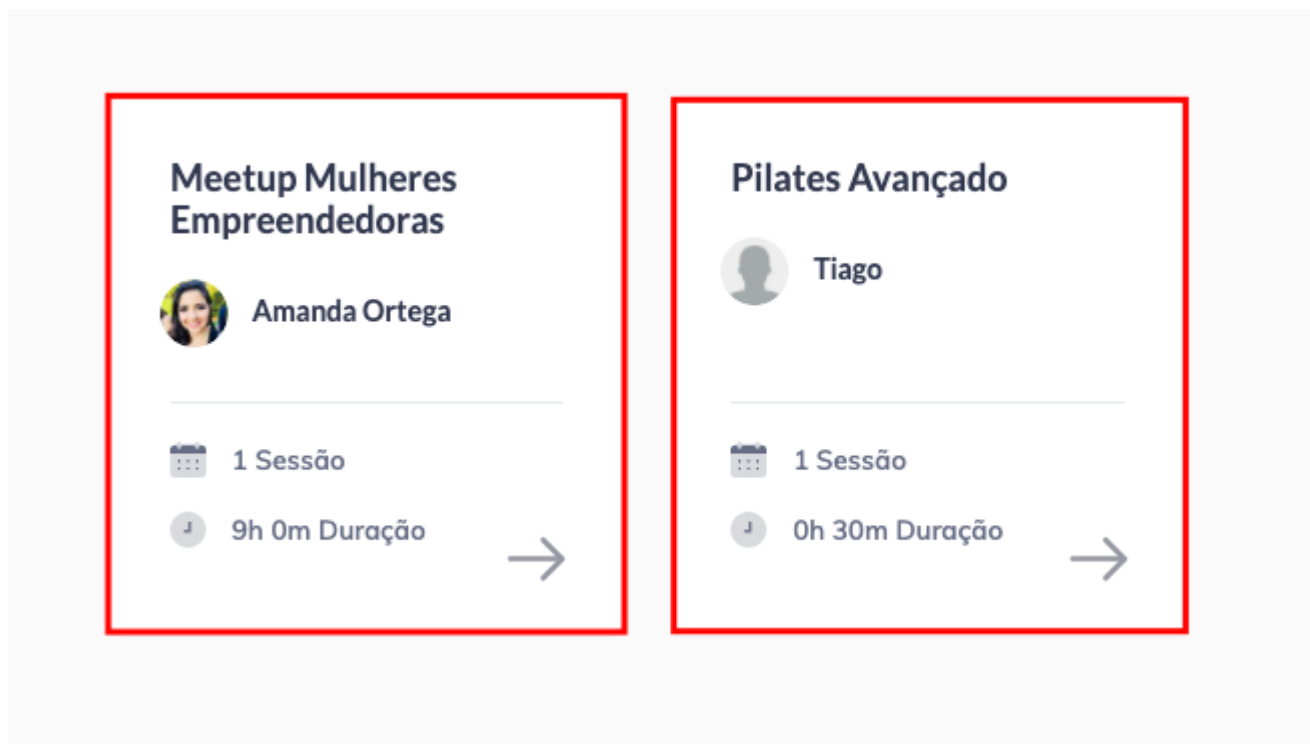 Meetup Mulheres
Empreendedoras
Amanda Ortega
1 Sessão
9h 0m Duração
Pilates Avançado
Tiago
1 Sessão
0h 30m Duração